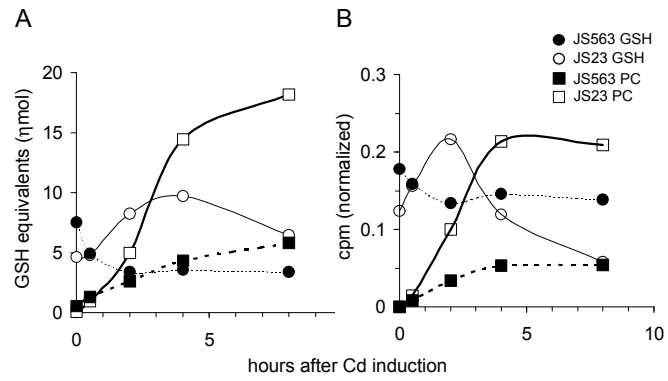 A
B
JS563 GSH
JS23 GSH
JS563 PC
JS23 PC
GSH equivalents (ηmol)
20
15
10
5
0
0
5
cpm (normalized)
0.3
0.2
0.1
0
0
5
10
hours after Cd induction